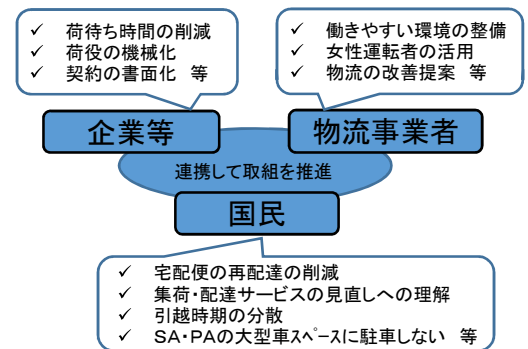 ✓ 荷待ち時間の削減
✓ 荷役の機械化
✓ 契約の書面化 等
✓ 働きやすい環境の整備
✓ 女性運転者の活用
✓ 物流の改善提案 等
企業等
物流事業者
連携して取組を推進
国民
✓ 宅配便の再配達の削減
✓ 集荷・配達サービスの見直しへの理解
✓ 引越時期の分散
✓ SA・PAの大型車スペースに駐車しない 等